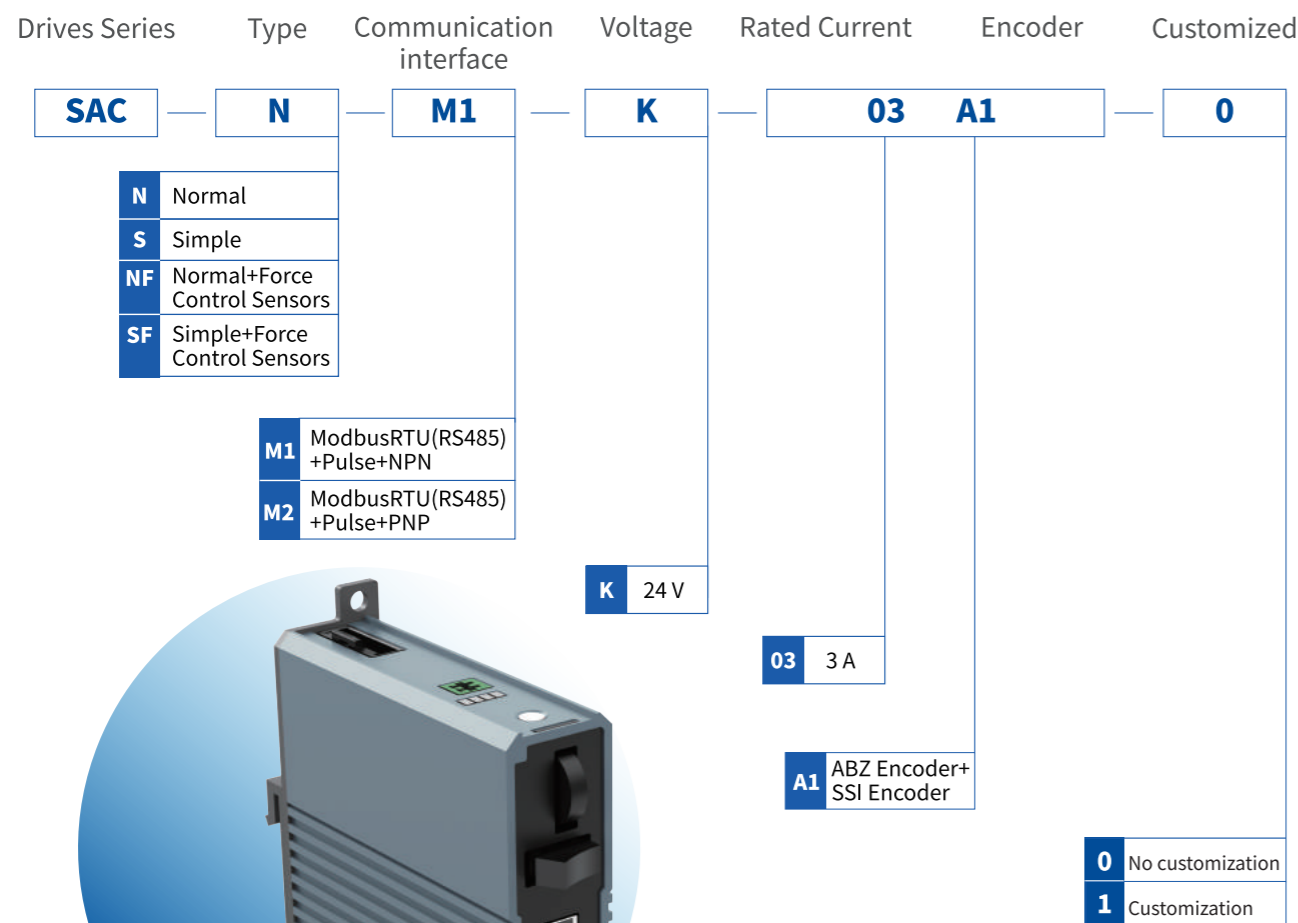 Drives Series Type Communication interface Voltage Rated Current Encoder Customized
SAC — N — M1 — K — 03 A1 — 0
N Normal
S Simple
NF Normal+Force
Control Sensors
SF Simple+Force
Control Sensors
M1 ModbusRTU(RS485)
+Pulse+NPN
M2 ModbusRTU(RS485)
+Pulse+PNP
K 24 V
03 3 A
A1 ABZ Encoder+
SSI Encoder
0 No customization
1 Customization